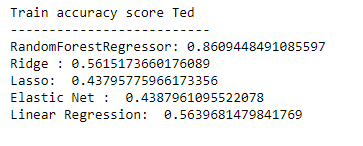 Train accuracy score Ted
--------------------------
RandomForestRegressor: 0.8609448491085597
Ridge : 0.5615173660176089
Lasso:  0.43795775966173356
Elastic Net :  0.4387961095522078
Linear Regression:  0.5639681479841769